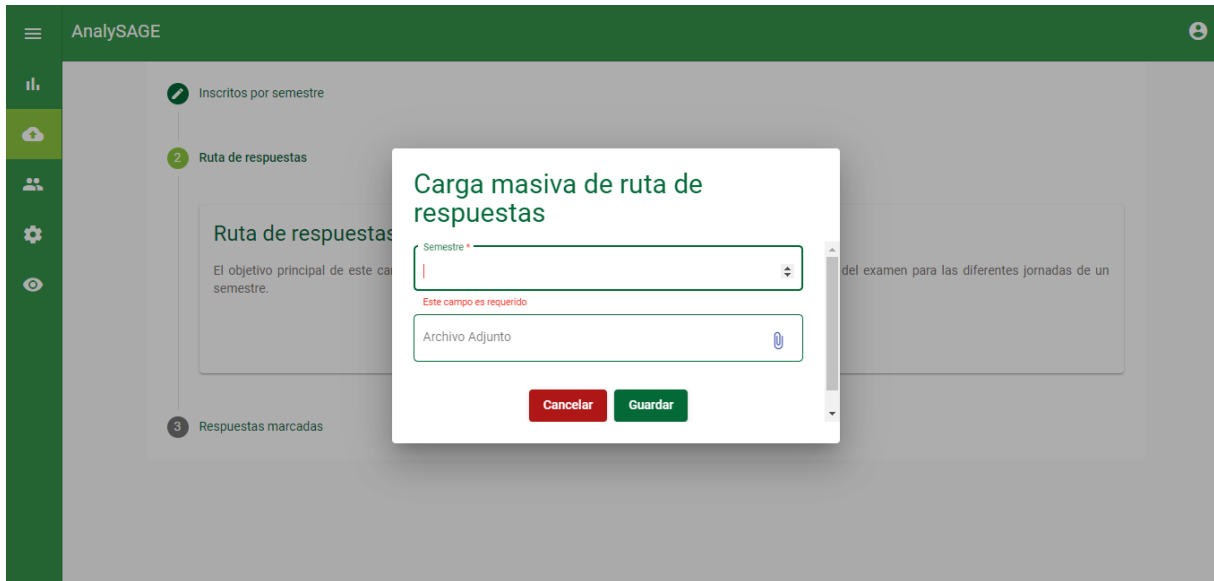 AnalySAGE
Inscritos por semestre
2 Ruta de respuestas
Carga masiva de ruta de
respuestas
Ruta de respuestas
Semestre *
El objetivo principal de este
del examen para las diferentes jornadas de un
semestre.
Este campo es requerido
Archivo Adjunto
Cancelar Guardar
3 Respuestas marcadas